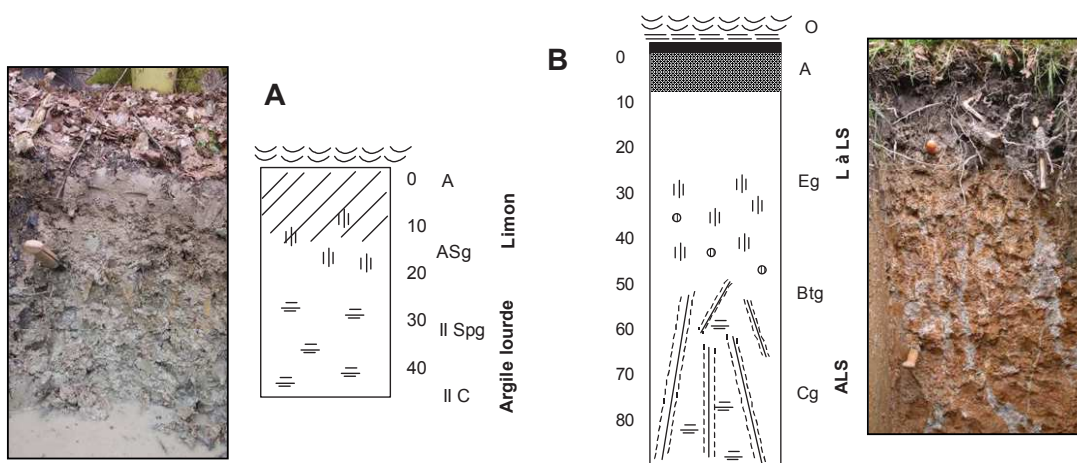 A
0
10
20
30
40
A
ASg
II Spg
II C
Limon
Argile lourde
B
0
10
20
30
40
50
60
70
80
O
A
Eg
Btg
Cg
L à LS
ALS